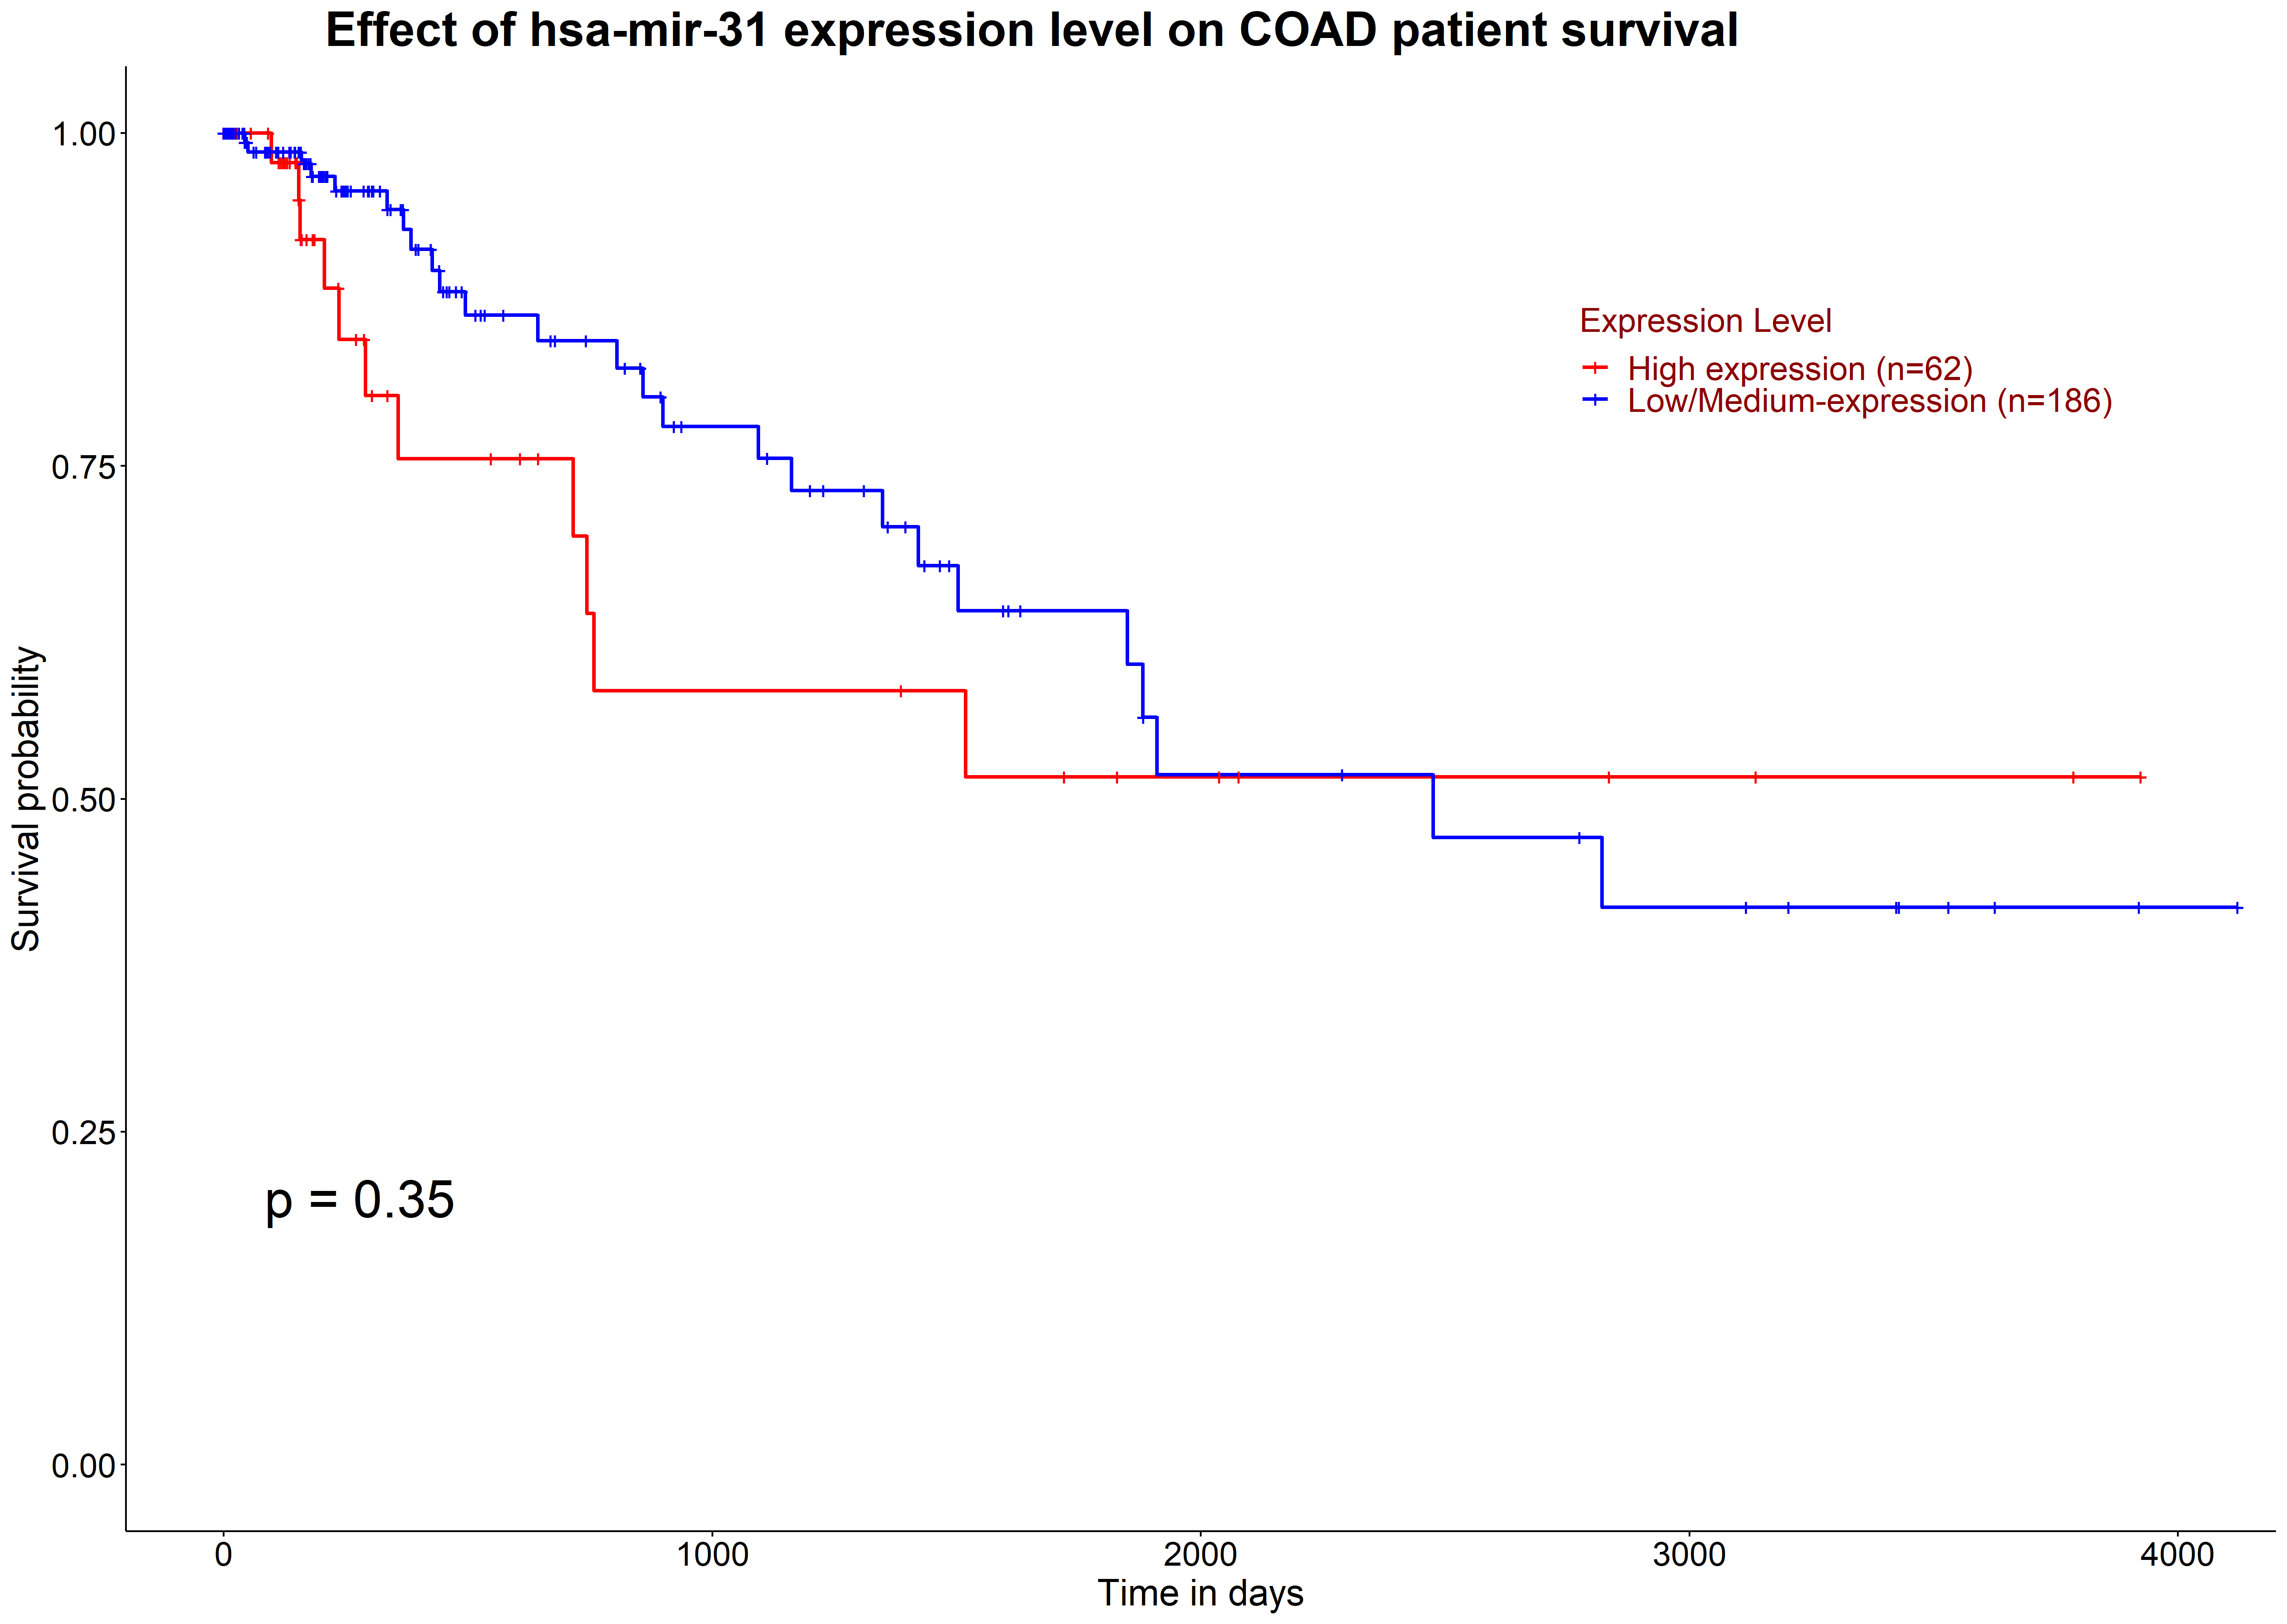 Effect of hsa-mir-31 expression level on COAD patient survival
1.00
0.75
0.50
0.25
0.00
Survival probability
Expression Level
High expression (n=62)
Low/Medium-expression (n=186)
p = 0.35
0 1000 2000 3000 4000
Time in days